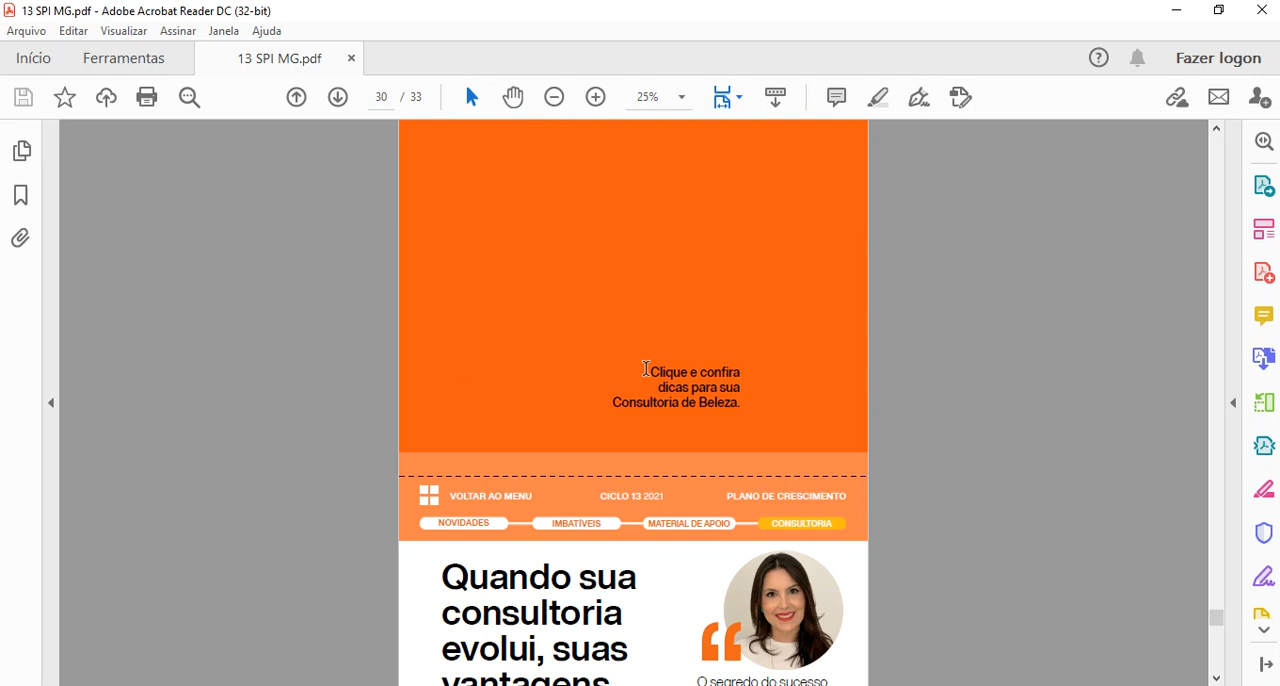 13 SPI MG.pdf - Adobe Acrobat Reader DC (32-bit)
Arquivo Editar Visualizar Assinar Janela Ajuda
Início Ferramentas 13 SPI MG.pdf Fazer logon
30 / 33 25%
Clique e confira
dicas para sua
Consultoria de Beleza.
VOLTAR AO MENU CICLO 13 2021 PLANO DE CRESCIMENTO
NOVIDADES IMBATÍVEIS MATERIAL DE APOIO CONSULTORIA
Quando sua
consultoria
evolui, suas
vantagens
O segredo do sucesso